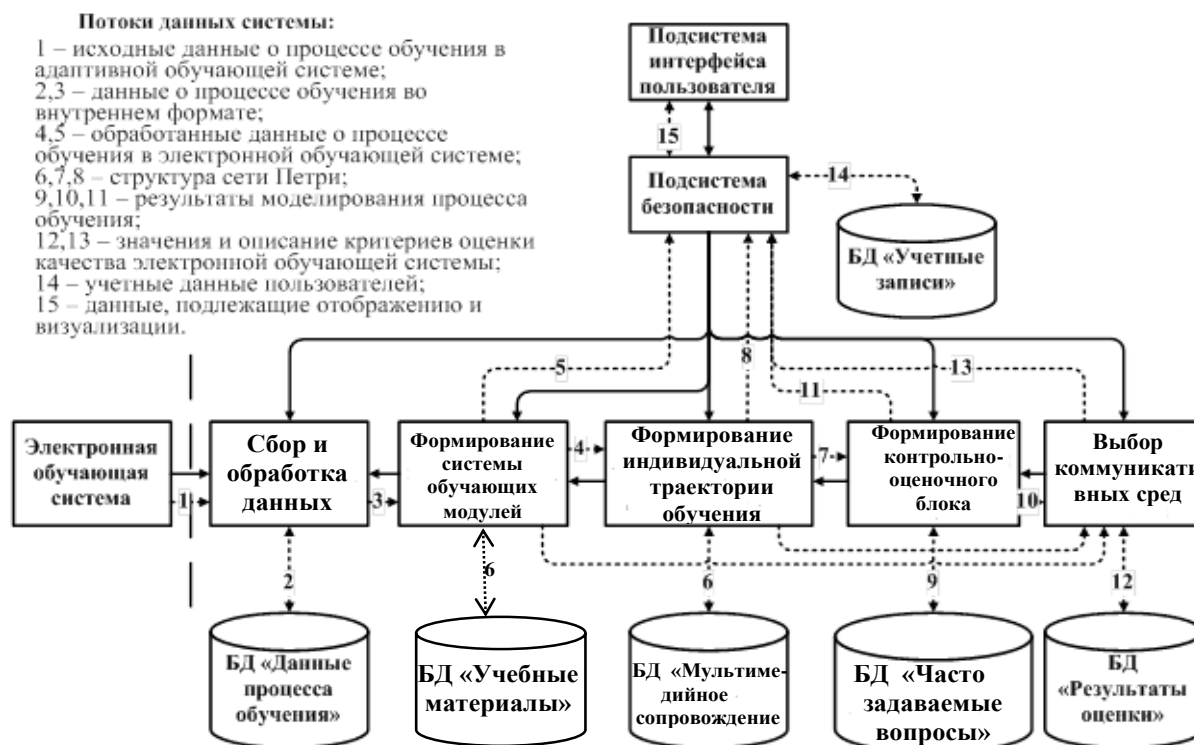 Потоки данных системы:
1 – исходные данные о процессе обучения в
адаптивной обучающей системе;
2,3 – данные о процессе обучения во
внутреннем формате;
4,5 – обработанные данные о процессе
обучения в электронной обучающей системе;
6,7,8 – структура сети Петри;
9,10,11 – результаты моделирования процесса
обучения;
12,13 – значения и описание критериев оценки
качества электронной обучающей системы;
14 – учетные данные пользователей;
15 – данные, подлежащие отображению и
визуализации.
Подсистема
интерфейса
пользователя
15
Подсистема
безопасности
14
БД «Учетные
записи»
5
8
11
13
Электронная
обучающая
система
1
Сбор и
обработка
данных
3
Формирование
системы
обучающих
модулей
4
Формирование
индивидуальной
траектории
обучения
7
Формирование
контрольно-
оценочного
блока
10
Выбор
коммуникати
вных сред
2
6
6
9
12
БД «Данные
процесса
обучения»
БД «Учебные
материалы»
БД «Мультиме-
дийное
сопровождение
БД «Часто
задаваемые
вопросы»
БД
«Результаты
оценки»